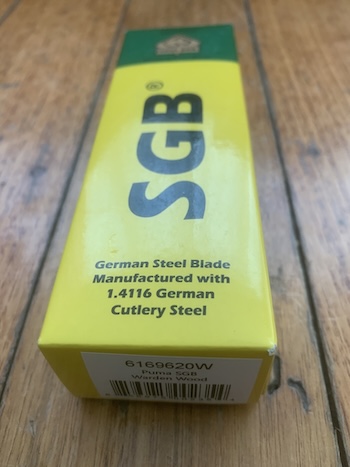 SGB®
German Steel Blade
Manufactured with
1.4116 German
Cutlery Steel
6169620W
Puma SGB
Warden Wood